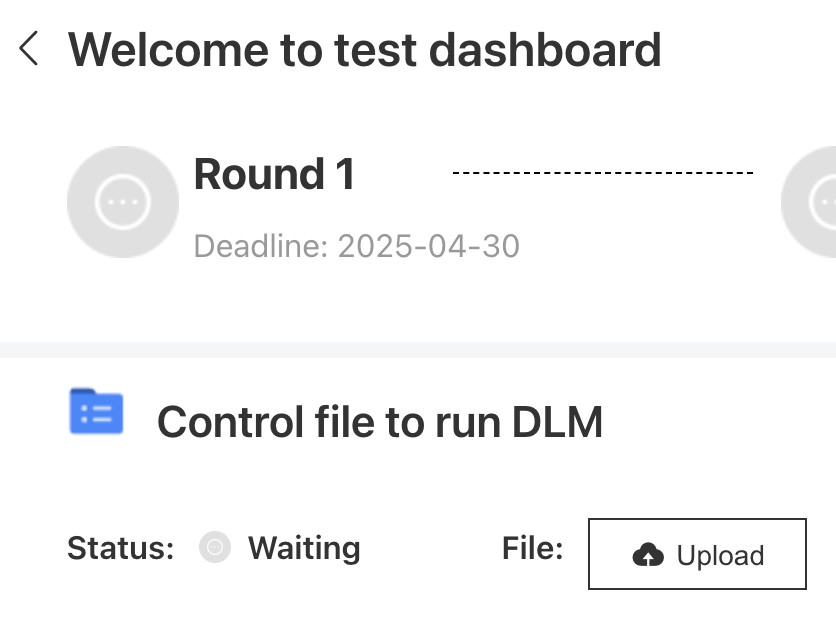 Welcome to test dashboard
Round 1
Deadline: 2025-04-30
Control file to run DLM
Status: Waiting File: Upload